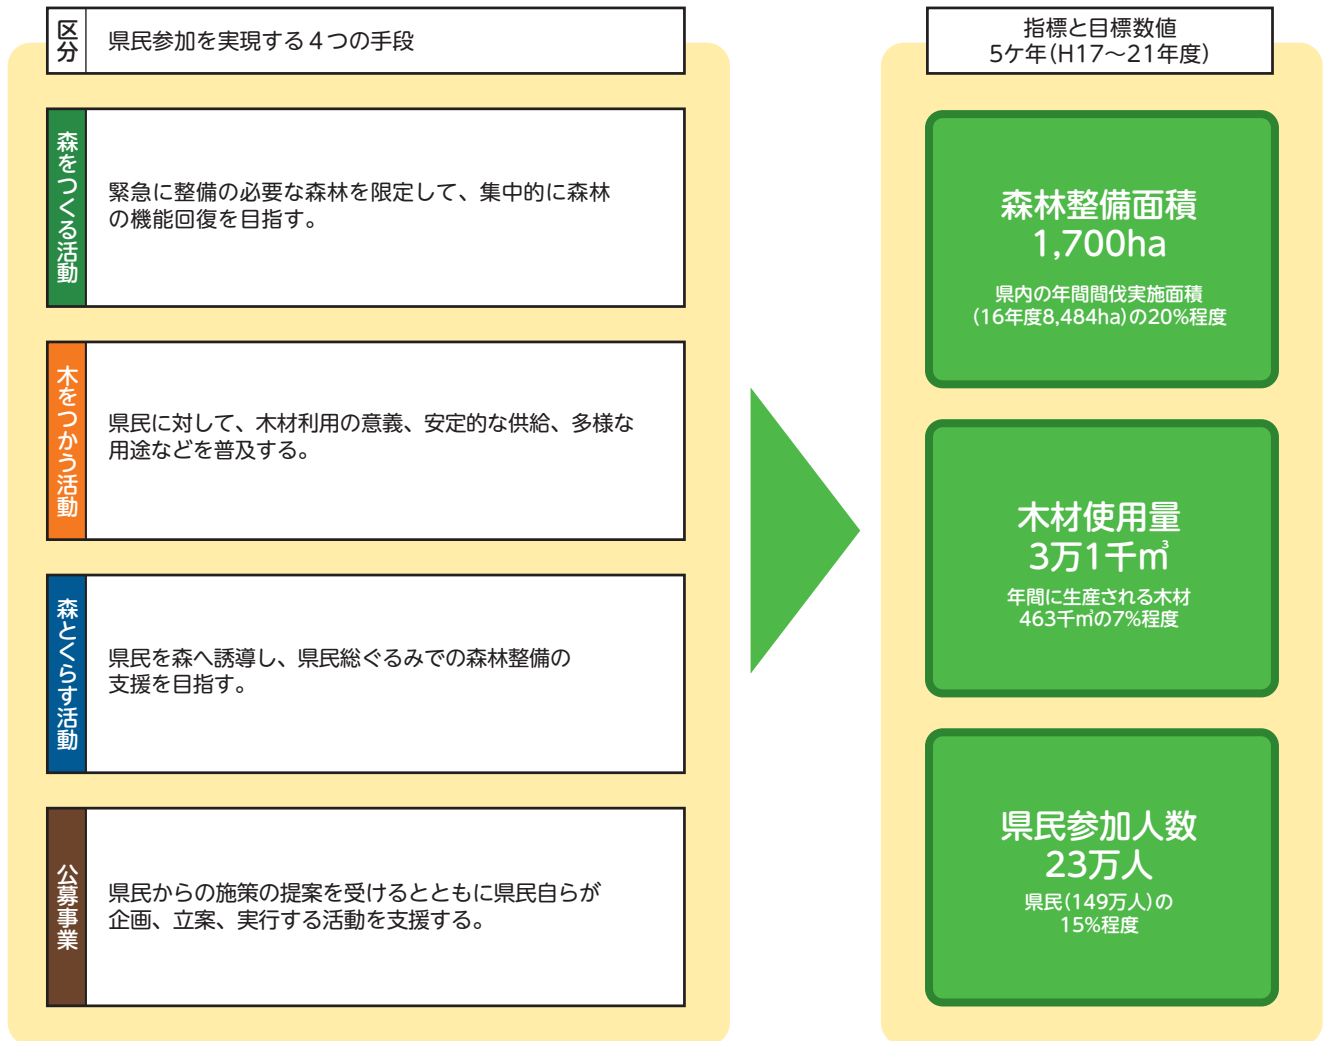 区分
県民参加を実現する４つの手段
森をつくる活動
緊急に整備の必要な森林を限定して、集中的に森林
の機能回復を目指す。
木をつかう活動
県民に対して、木材利用の意義、安定的な供給、多様な
用途などを普及する。
森とくらす活動
県民を森へ誘導し、県民総ぐるみでの森林整備の
支援を目指す。
公募事業
県民からの施策の提案を受けるとともに県民自らが
企画、立案、実行する活動を支援する。
指標と目標数値
5ケ年(H17～21年度)
森林整備面積
1,700ha
県内の年間間伐実施面積
(16年度8,484ha)の20%程度
木材使用量
3万1千㎥
年間に生産される木材
463千㎥の7%程度
県民参加人数
23万人
県民(149万人)の
15%程度